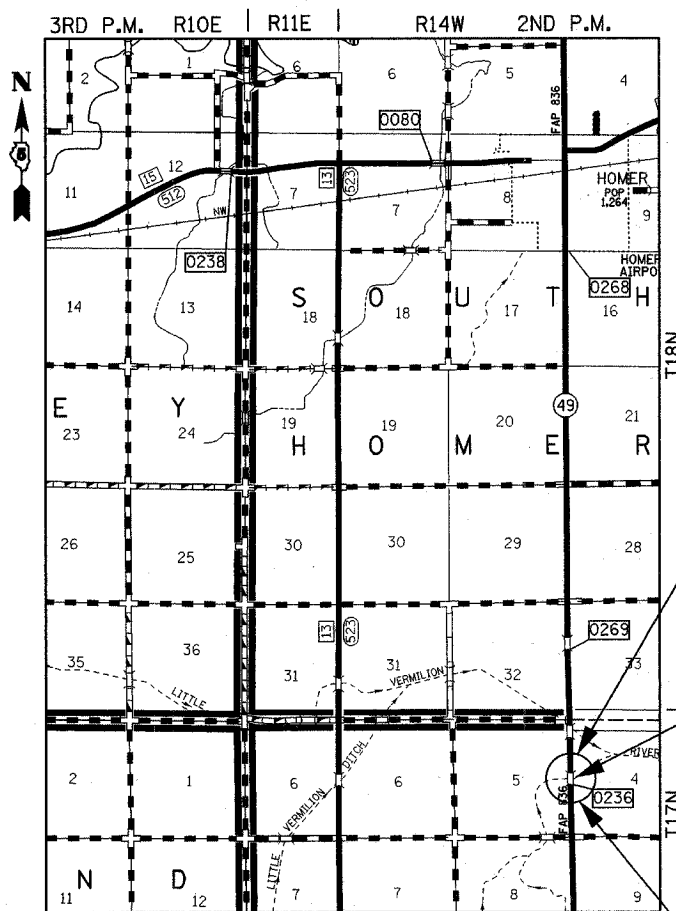 3RD P.M. R10E R11E R14W 2ND P.M.
2 1 6 6 5 4
N
FAP 836
0080
S
12
15 13 523
11 512 7 7 8 HOMER
POP
1,264
9
NW
0238
HOMER
AIRPO
0268
14 13 S O U T H
18 18 17 16
T18N
E Y 49
23 24 19 19 20 21
H O M E R
26 25 30 30 29 28
13 523 0269
36
35 31 31 32 33
LITTLE VERMILION
2 1 6 6 5 RIVER
4
VERMILION DITCH
FAP 836 0236
T17N
LITTLE
N D
11 12 7 7 8 9